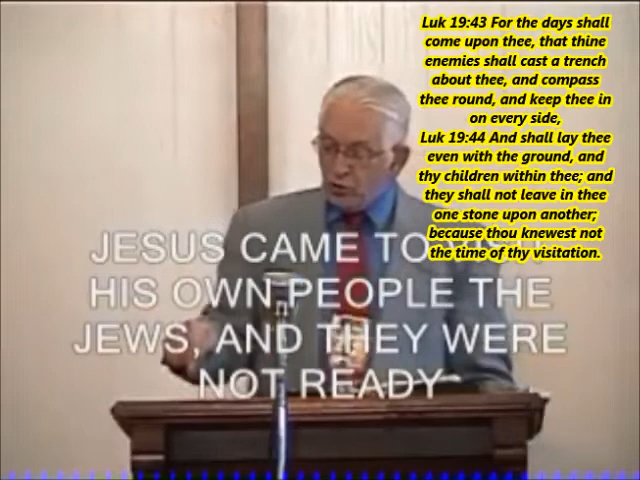 Luk 19:43 For the days shall
come upon thee, that thine
enemies shall cast a trench
about thee, and compass
thee round, and keep thee in
on every side,
Luk 19:44 And shall lay thee
even with the ground, and
thy children within thee; and
they shall not leave in thee
one stone upon another;
because thou knewest not
the time of thy visitation.
JESUS CAME TO VISIT
HIS OWN PEOPLE THE
JEWS, AND THEY WERE
NOT READY